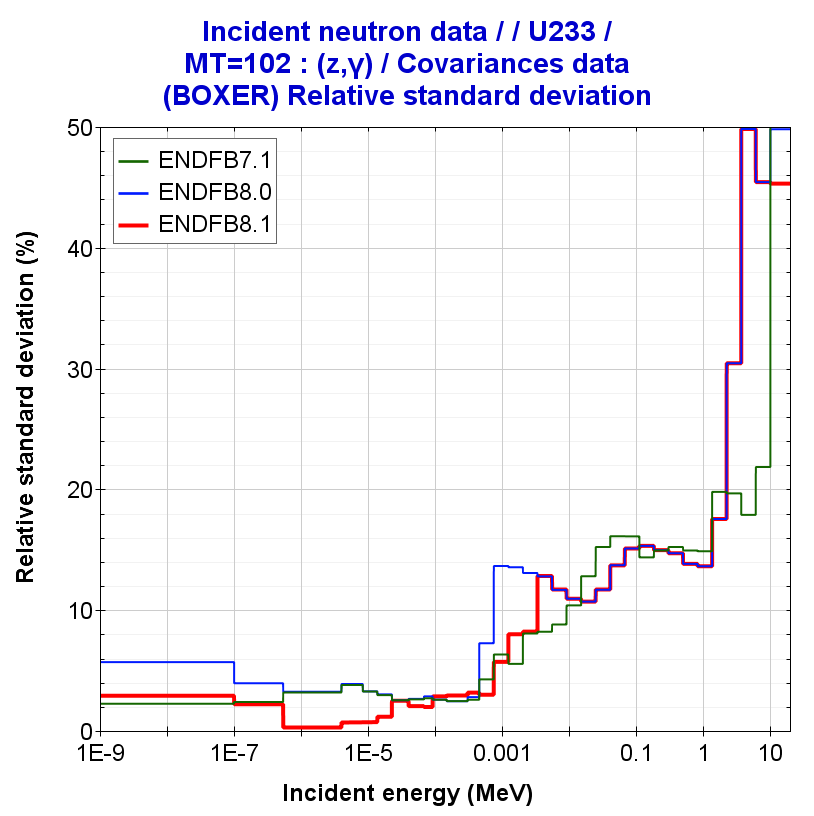 Incident neutron data / / U233 /
MT=102 : (z,γ) / Covariances data
(BOXER) Relative standard deviation
ENDFB7.1
ENDFB8.0
ENDFB8.1
Relative standard deviation (%)
50
40
30
20
10
0
1E-9 1E-7 1E-5 0.001 0.1 1 10
Incident energy (MeV)